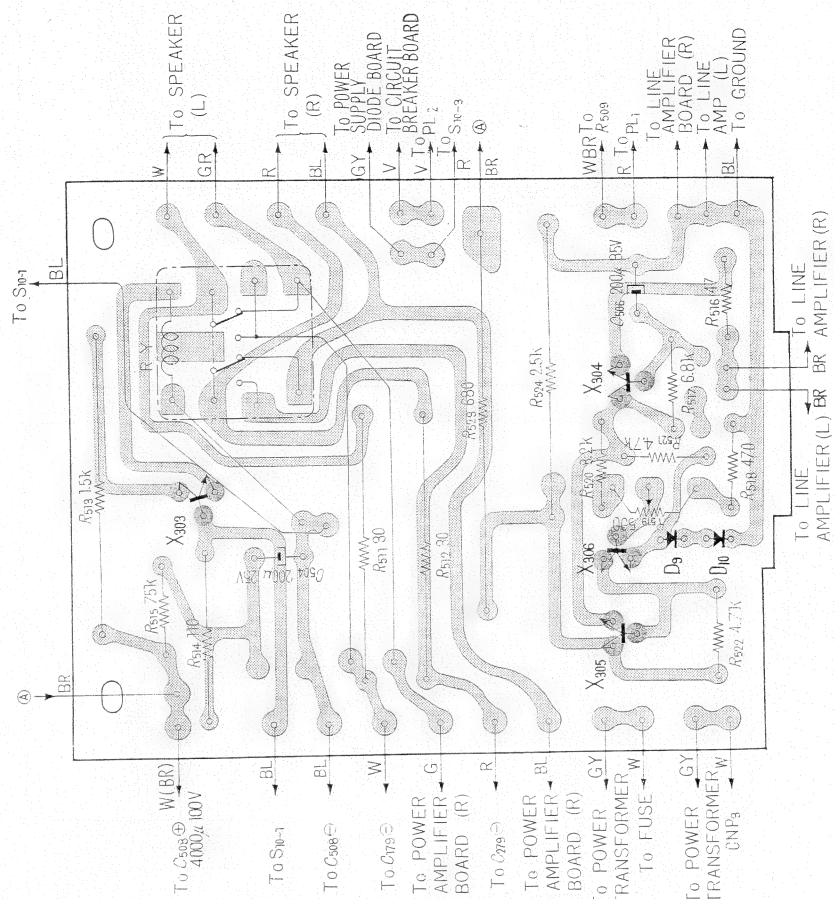 To SPEAKER
(L)
To SPEAKER
(R)
To POWER
SUPPLY
DIODE BOARD
To CIRCUIT
BREAKER BOARD
To PL2
To S10-3
A
To R509
To PL1
To LINE
AMPLIFIER
BOARD (R)
To LINE
AMP (L)
To GROUND
W
GR
R
BL
GY
V
V
R
BR
WBR
R
BL
To S10-1
BL
RY
R513 1.5k
X303
R515 75k
R514 110
C504 200μ 25V
R511 30
R512 30
R529 680
R524 2.5k
C506 200μ 35V
R516 147
X304
R517 6.81k
R521 4.7k
R518 470
X306
D9
D10
X305
R522 4.7k
BR
To LINE
AMPLIFIER (R)
BR
To LINE
AMPLIFIER (L)
A
BR
W(BR)
BL
BL
W
G
R
BL
GY
W
GY
W
To C508 ⊕
4000μ 100V
To S10-1
To C508 ⊖
To C179 ⊖
To POWER
AMPLIFIER
BOARD (R)
To C279 ⊖
To POWER
AMPLIFIER
BOARD (R)
To POWER
TRANSFORMER
To FUSE
To POWER
TRANSFORMER
CNP3